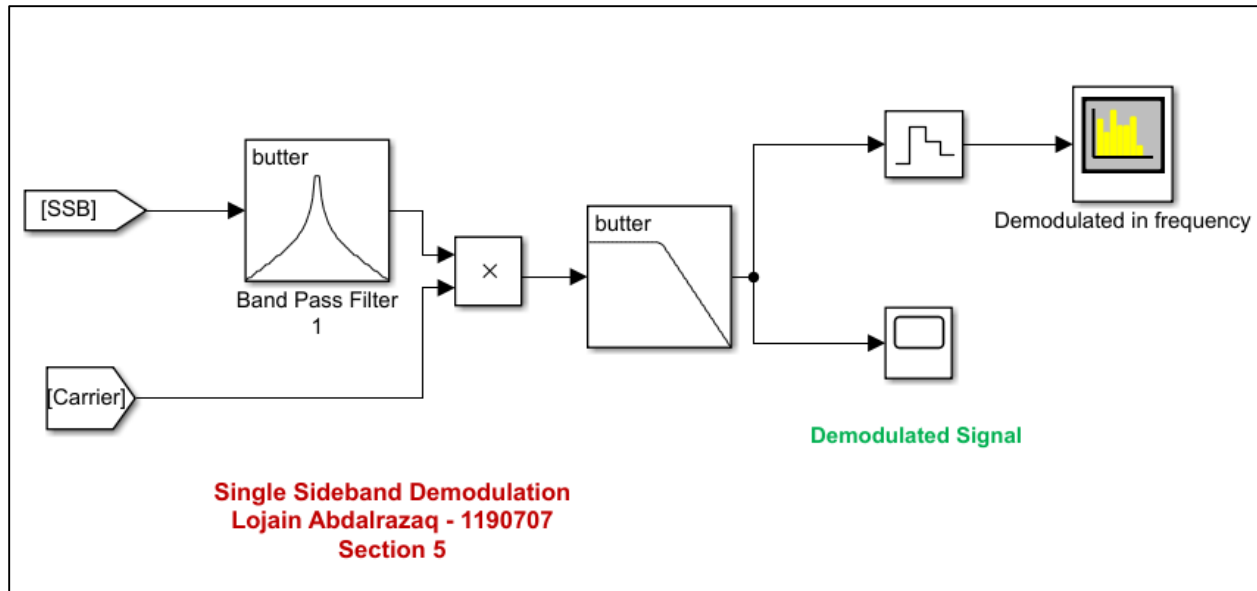 butter
[SSB]
Band Pass Filter
1
×
[Carrier]
butter
Demodulated in frequency
Demodulated Signal
Single Sideband Demodulation
Lojain Abdalrazaq - 1190707
Section 5